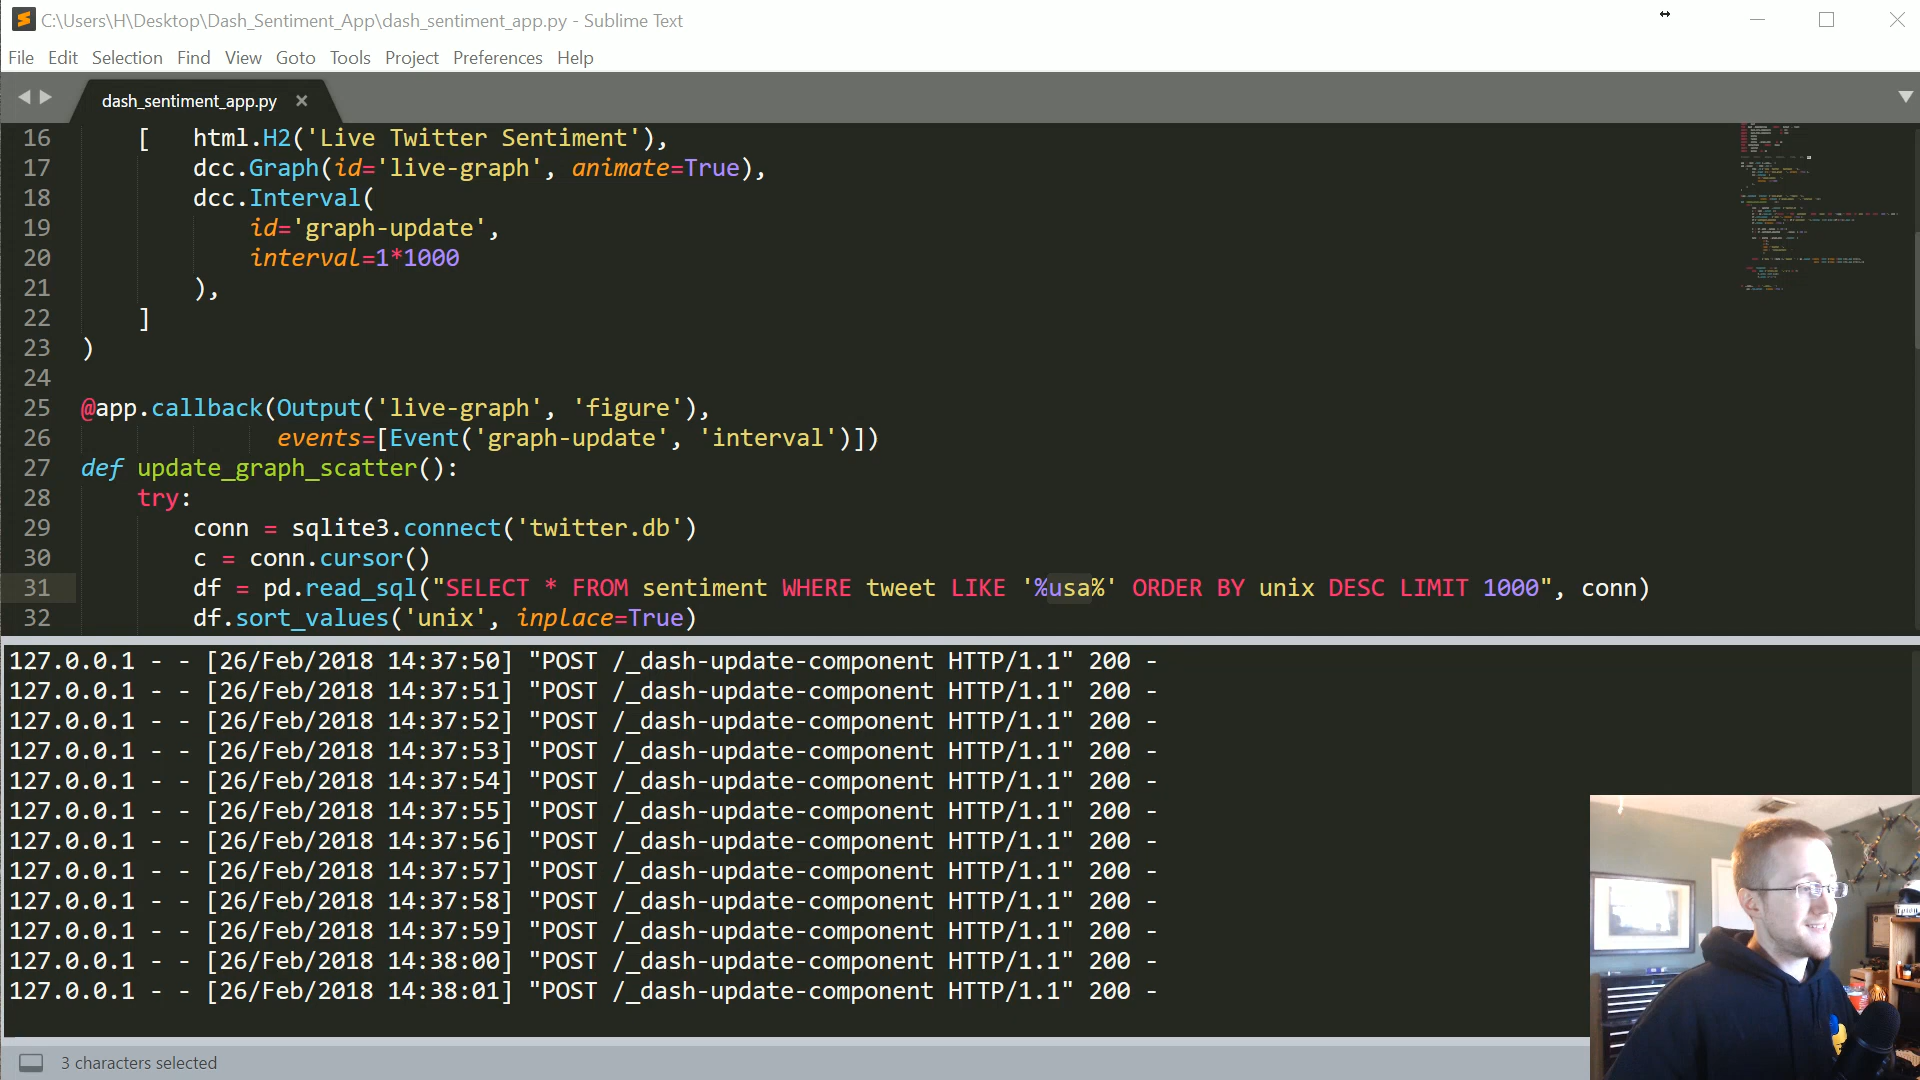 C:\Users\H\Desktop\Dash_Sentiment_App\dash_sentiment_app.py - Sublime Text
File Edit Selection Find View Goto Tools Project Preferences Help
dash_sentiment_app.py
16 [ html.H2('Live Twitter Sentiment'),
17 dcc.Graph(id='live-graph', animate=True),
18 dcc.Interval(
19 id='graph-update',
20 interval=1*1000
21 ),
22 ]
23 )
24
25 @app.callback(Output('live-graph', 'figure'),
26 events=[Event('graph-update', 'interval')])
27 def update_graph_scatter():
28 try:
29 conn = sqlite3.connect('twitter.db')
30 c = conn.cursor()
31 df = pd.read_sql("SELECT * FROM sentiment WHERE tweet LIKE '%usa%' ORDER BY unix DESC LIMIT 1000", conn)
32 df.sort_values('unix', inplace=True)
127.0.0.1 - - [26/Feb/2018 14:37:50] "POST /_dash-update-component HTTP/1.1" 200 -
127.0.0.1 - - [26/Feb/2018 14:37:51] "POST /_dash-update-component HTTP/1.1" 200 -
127.0.0.1 - - [26/Feb/2018 14:37:52] "POST /_dash-update-component HTTP/1.1" 200 -
127.0.0.1 - - [26/Feb/2018 14:37:53] "POST /_dash-update-component HTTP/1.1" 200 -
127.0.0.1 - - [26/Feb/2018 14:37:54] "POST /_dash-update-component HTTP/1.1" 200 -
127.0.0.1 - - [26/Feb/2018 14:37:55] "POST /_dash-update-component HTTP/1.1" 200 -
127.0.0.1 - - [26/Feb/2018 14:37:56] "POST /_dash-update-component HTTP/1.1" 200 -
127.0.0.1 - - [26/Feb/2018 14:37:57] "POST /_dash-update-component HTTP/1.1" 200 -
127.0.0.1 - - [26/Feb/2018 14:37:58] "POST /_dash-update-component HTTP/1.1" 200 -
127.0.0.1 - - [26/Feb/2018 14:37:59] "POST /_dash-update-component HTTP/1.1" 200 -
127.0.0.1 - - [26/Feb/2018 14:38:00] "POST /_dash-update-component HTTP/1.1" 200 -
127.0.0.1 - - [26/Feb/2018 14:38:01] "POST /_dash-update-component HTTP/1.1" 200 -
3 characters selected